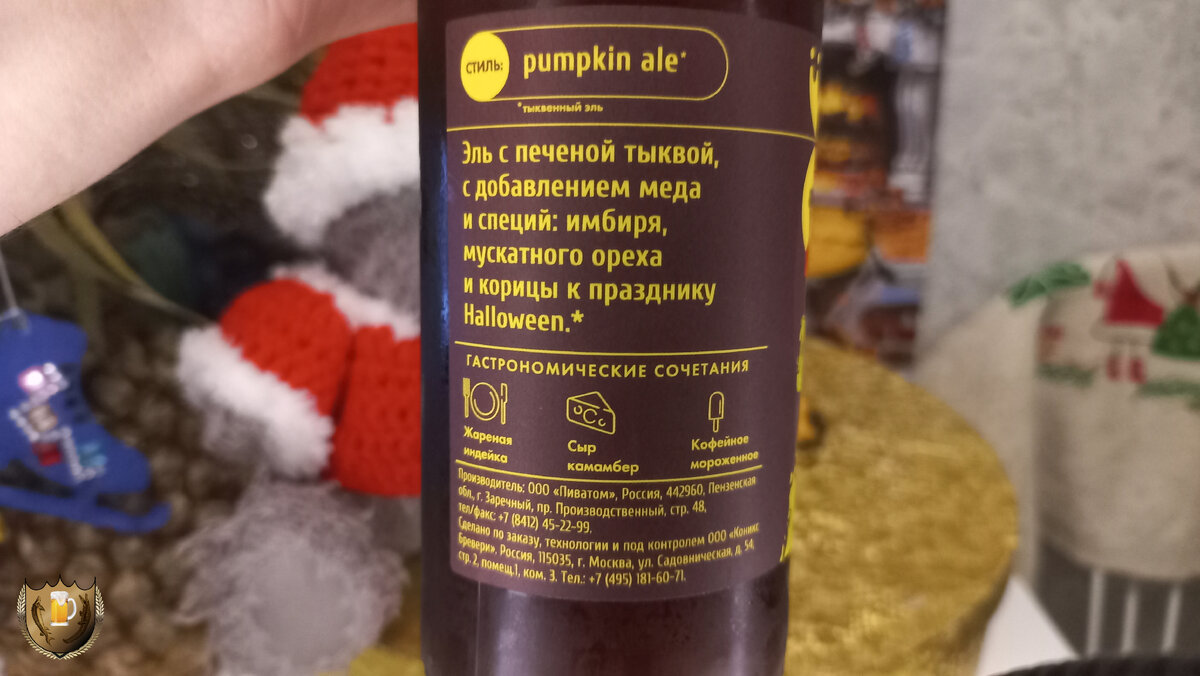 СТИЛЬ: pumpkin ale*
*тыквенный эль
Эль с печеной тыквой,
с добавлением меда
и специй: имбиря,
мускатного ореха
и корицы к празднику
Halloween.*
ГАСТРОНОМИЧЕСКИЕ СОЧЕТАНИЯ
Жареная
индейка
Сыр
камамбер
Кофейное
мороженное
Производитель: ООО «Пиватом», Россия, 442960, Пензенская
обл., г. Заречный, пр. Производственный, стр. 48,
тел/факс: +7 (8412) 45-22-99.
Сделано по заказу, технологии и под контролем ООО «Коникс
Бревери». Россия, 115035, г. Москва, ул. Садовническая, д. 54,
стр. 2, помещ.1, ком. 3. Тел.: +7 (495) 181-60-71.